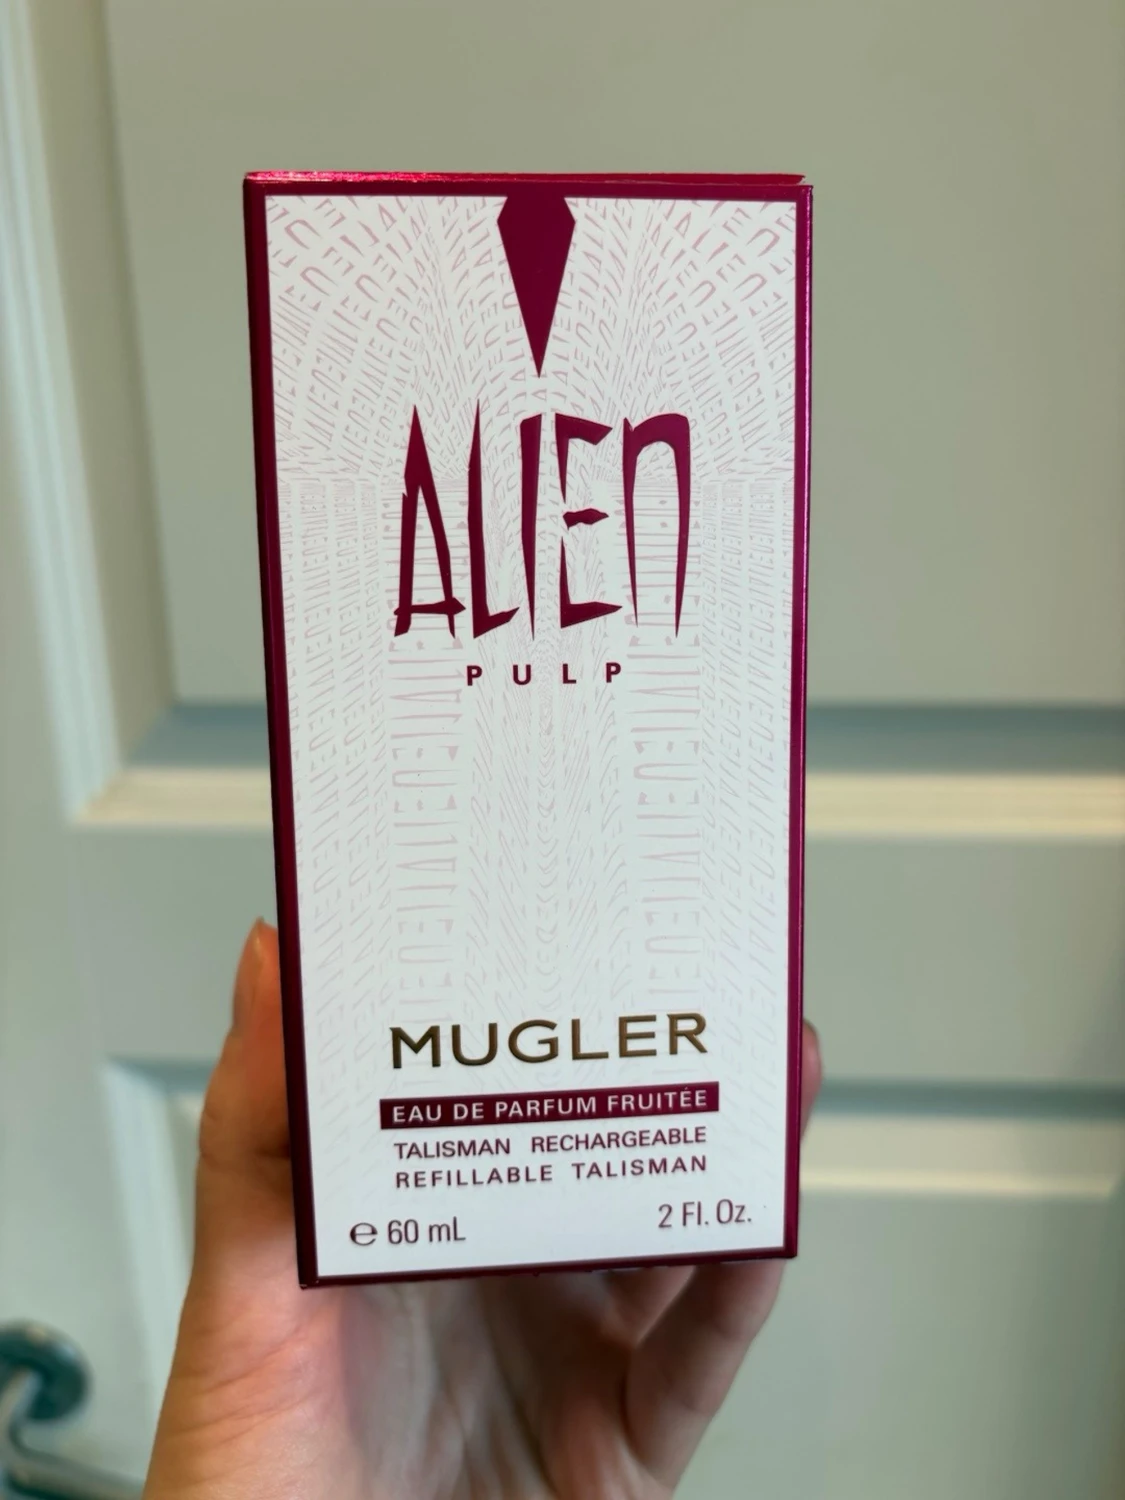 ALIEN
PULP
MUGLER
EAU DE PARFUM FRUITÉE
TALISMAN RECHARGEABLE
REFILLABLE TALISMAN
℮ 60 mL 2 Fl. Oz.